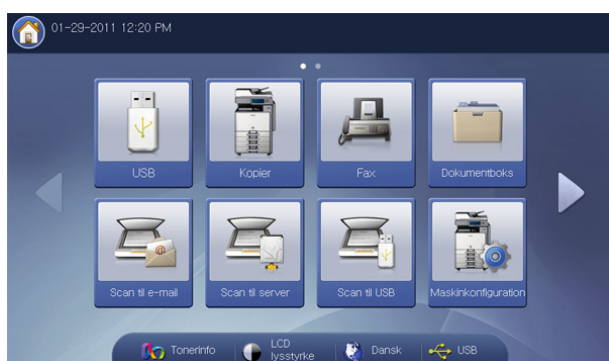 01-29-2011 12:20 PM
USB
Kopier
Fax
Dokumentboks
Scan til e-mail
Scan til server
Scan til USB
Maskinkonfiguration
Tonerinfo
LCD
lysstyrke
Dansk
USB